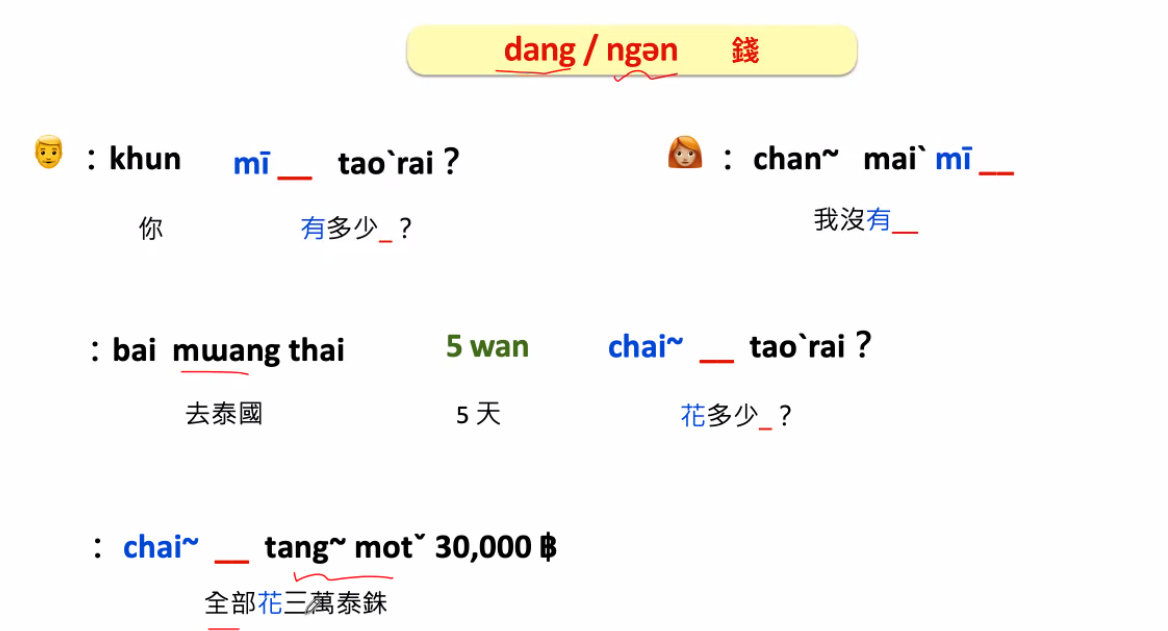 dang / ngən 錢
: khun mī __ tao`rai ?
: chan~ mai` mī __
你 有多少_ ?
我沒有__
: bai mɯang thai 5 wan chai~ __ tao`rai ?
去泰國 5 天 花多少_ ?
: chai~ __ tang~ motˇ 30,000 ฿
全部花三萬泰銖